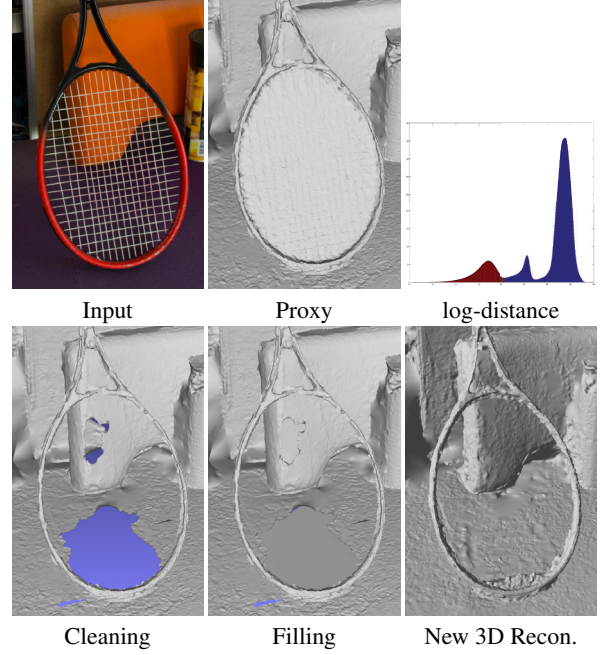 Input
Proxy
log-distance
Cleaning
Filling
New 3D Recon.